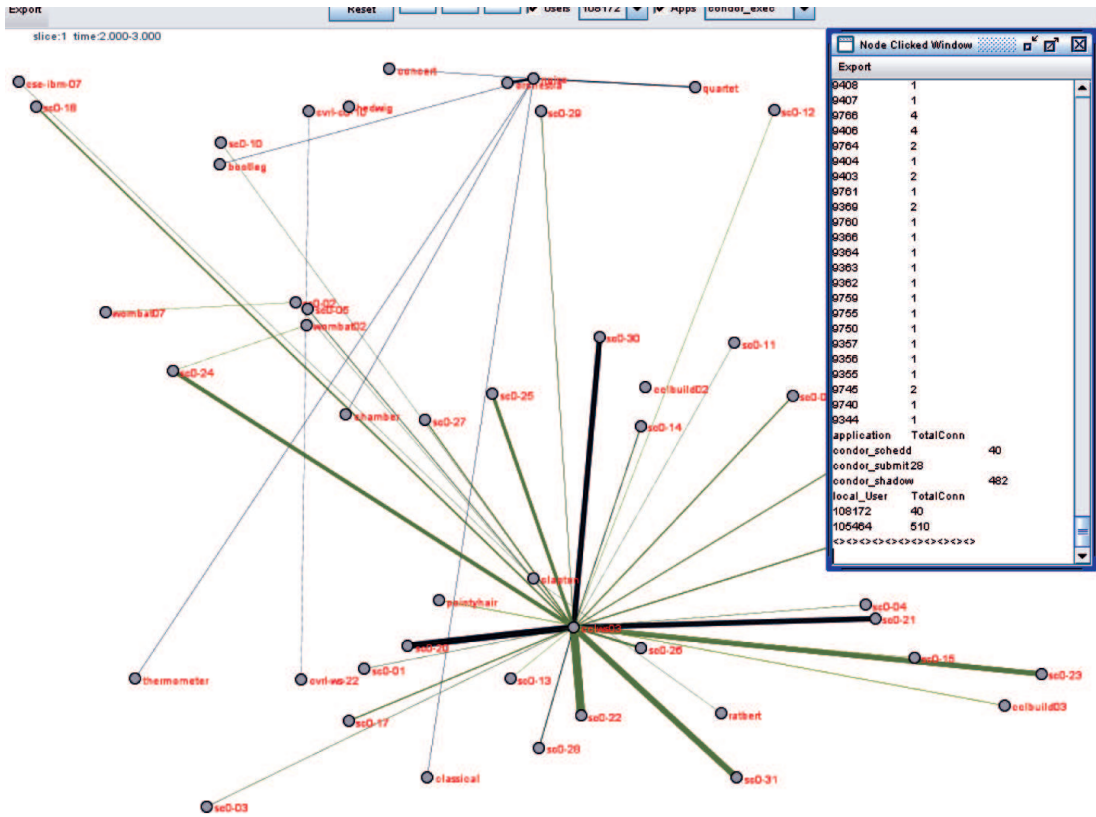 Export
Reset
Users
108172
Apps
condor_exec
slice:1 time:2.000-3.000
Node Clicked Window
Export
cse-ibm-07
concert
quartet
sc0-18
hedwig
sc0-29
sc0-12
sc0-10
bootleg
wombat07
sc0-02
sc0-05
wombat02
sc0-30
sc0-11
sc0-24
sc0-25
cclbuild02
chamber
sc0-27
sc0-14
pointyhair
sc0-04
sc0-21
sc0-20
sc0-26
sc0-15
sc0-01
sc0-13
sc0-23
thermometer
cvrl-ws-22
sc0-17
sc0-22
ratbert
cclbuild03
sc0-28
classical
sc0-31
sc0-03
9408 1
9407 1
9766 4
9406 4
9764 2
9404 1
9403 2
9761 1
9369 2
9760 1
9366 1
9364 1
9363 1
9362 1
9759 1
9755 1
9750 1
9357 1
9356 1
9355 1
9745 2
9740 1
9344 1
application TotalConn
condor_schedd 40
condor_submit28
condor_shadow 482
local_User TotalConn
108172 40
105464 510
<><><><><><><><><><><>